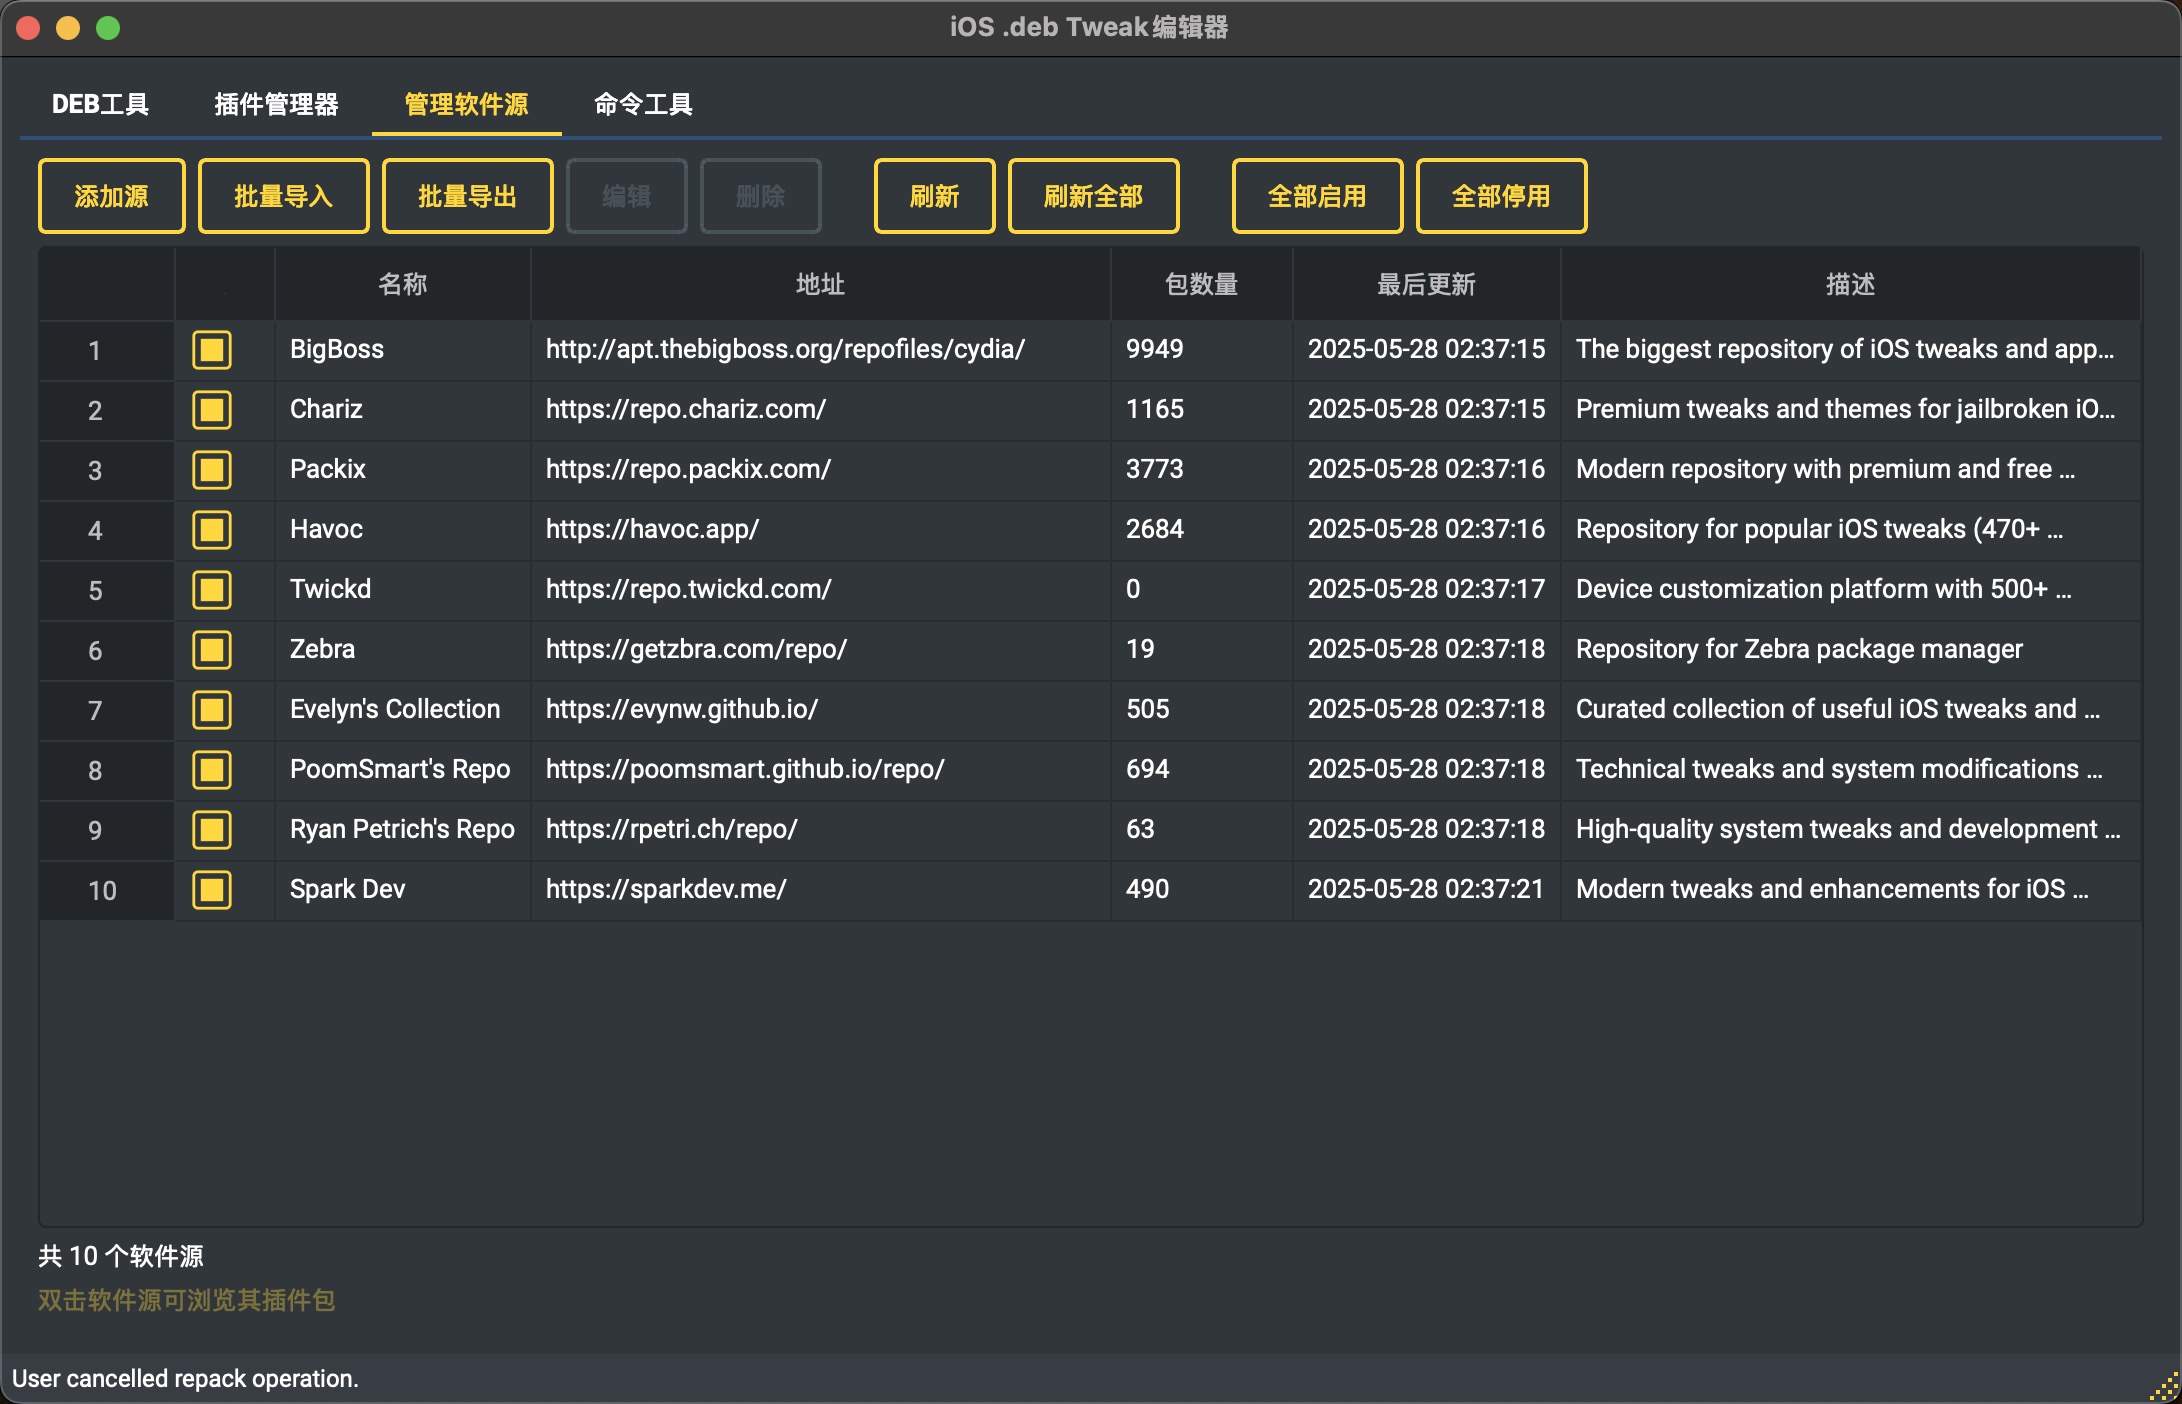 iOS .deb Tweak编辑器
DEB工具 插件管理器 管理软件源 命令工具
添加源 批量导入 批量导出 编辑 删除 刷新 刷新全部 全部启用 全部停用
名称 地址 包数量 最后更新 描述
1 BigBoss http://apt.thebigboss.org/repofiles/cydia/ 9949 2025-05-28 02:37:15 The biggest repository of iOS tweaks and app...
2 Chariz https://repo.chariz.com/ 1165 2025-05-28 02:37:15 Premium tweaks and themes for jailbroken iO...
3 Packix https://repo.packix.com/ 3773 2025-05-28 02:37:16 Modern repository with premium and free ...
4 Havoc https://havoc.app/ 2684 2025-05-28 02:37:16 Repository for popular iOS tweaks (470+ ...
5 Twickd https://repo.twickd.com/ 0 2025-05-28 02:37:17 Device customization platform with 500+ ...
6 Zebra https://getzbra.com/repo/ 19 2025-05-28 02:37:18 Repository for Zebra package manager
7 Evelyn's Collection https://evynw.github.io/ 505 2025-05-28 02:37:18 Curated collection of useful iOS tweaks and ...
8 PoomSmart's Repo https://poomsmart.github.io/repo/ 694 2025-05-28 02:37:18 Technical tweaks and system modifications ...
9 Ryan Petrich's Repo https://rpetri.ch/repo/ 63 2025-05-28 02:37:18 High-quality system tweaks and development ...
10 Spark Dev https://sparkdev.me/ 490 2025-05-28 02:37:21 Modern tweaks and enhancements for iOS ...
共 10 个软件源
双击软件源可浏览其插件包
User cancelled repack operation.